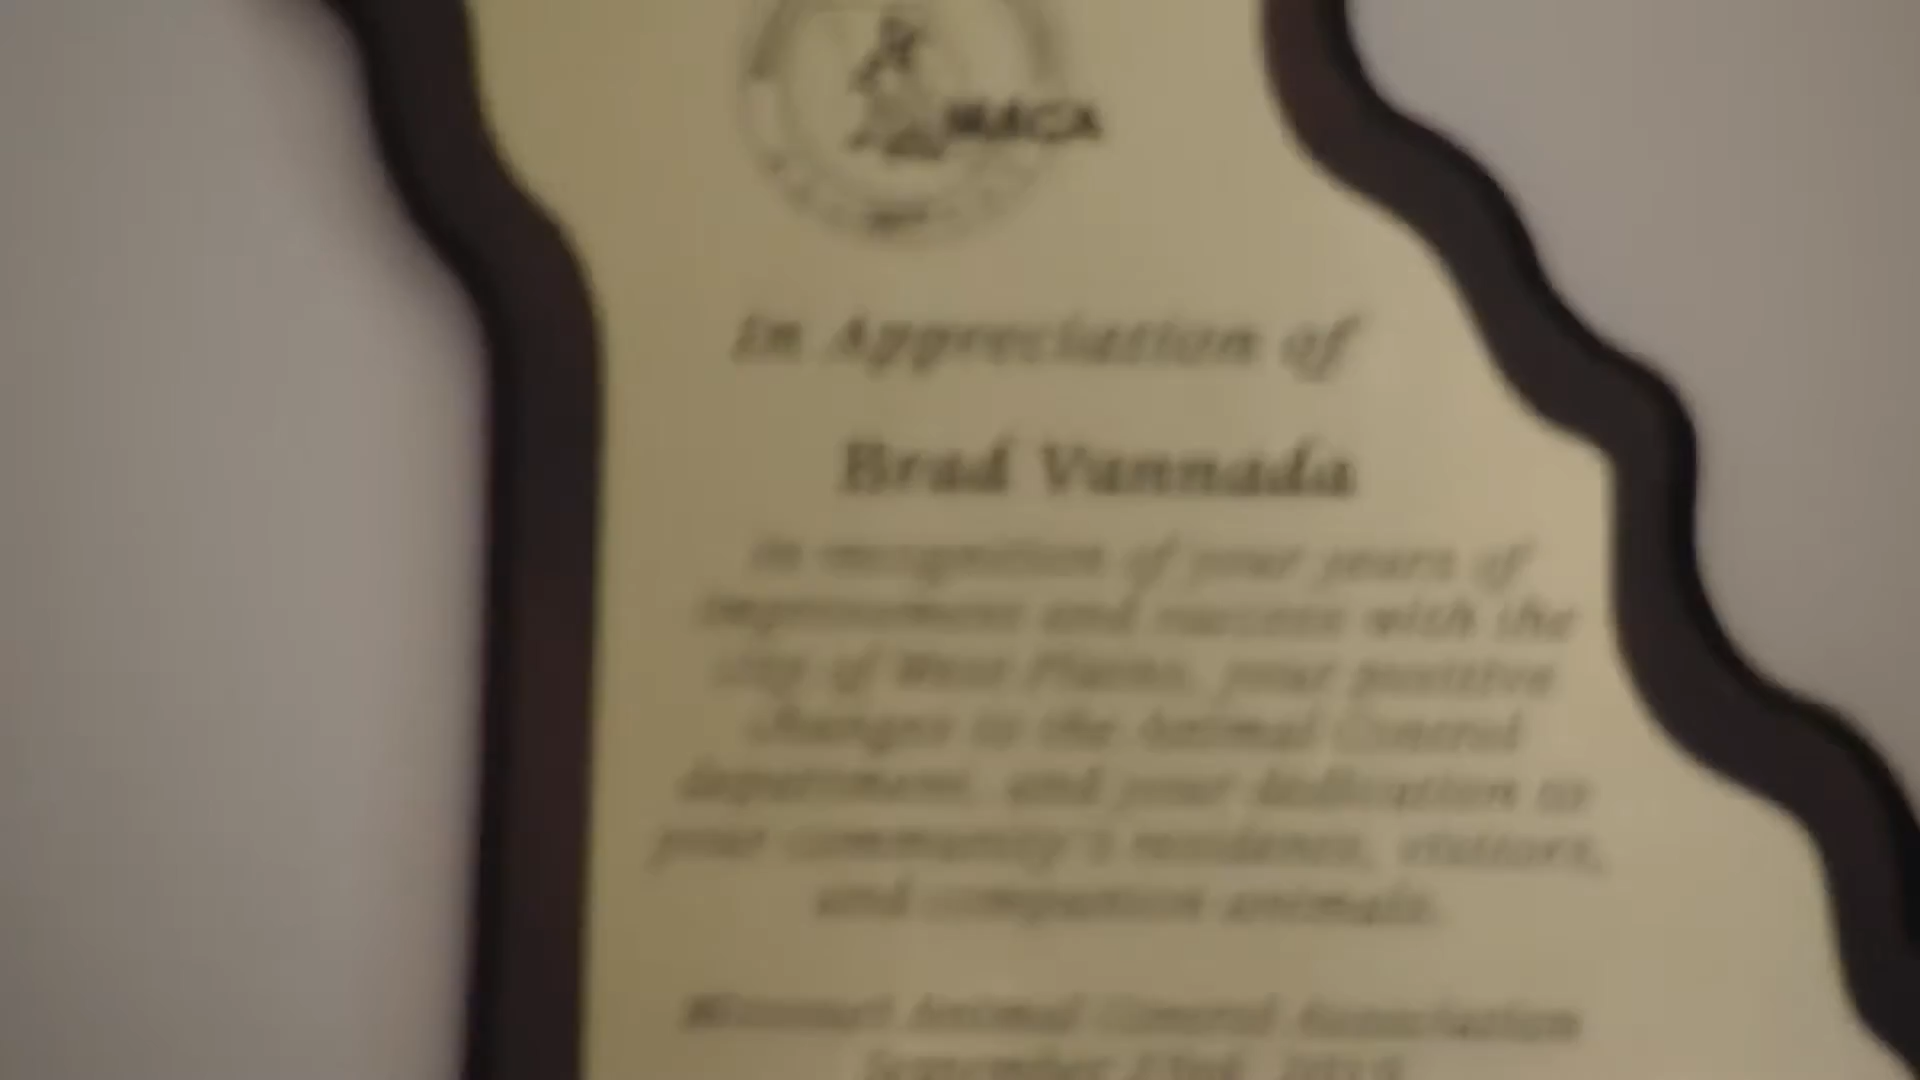 MACA
In Appreciation of
Brad Vannada
In recognition of your years of
improvement and success with the
city of West Plains, your positive
changes to the Animal Control
department, and your dedication to
your community's residents, visitors,
and companion animals.
Missouri Animal Control Association
September